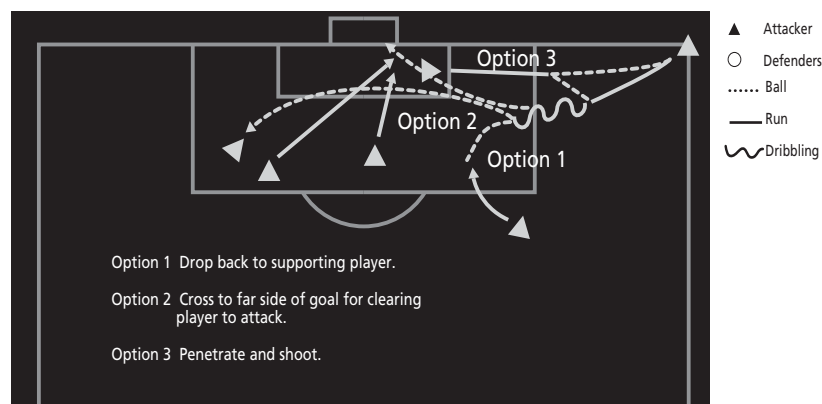 Option 3
Option 2
Option 1
Option 1 Drop back to supporting player.
Option 2 Cross to far side of goal for clearing
player to attack.
Option 3 Penetrate and shoot.
Attacker
Defenders
Ball
Run
Dribbling